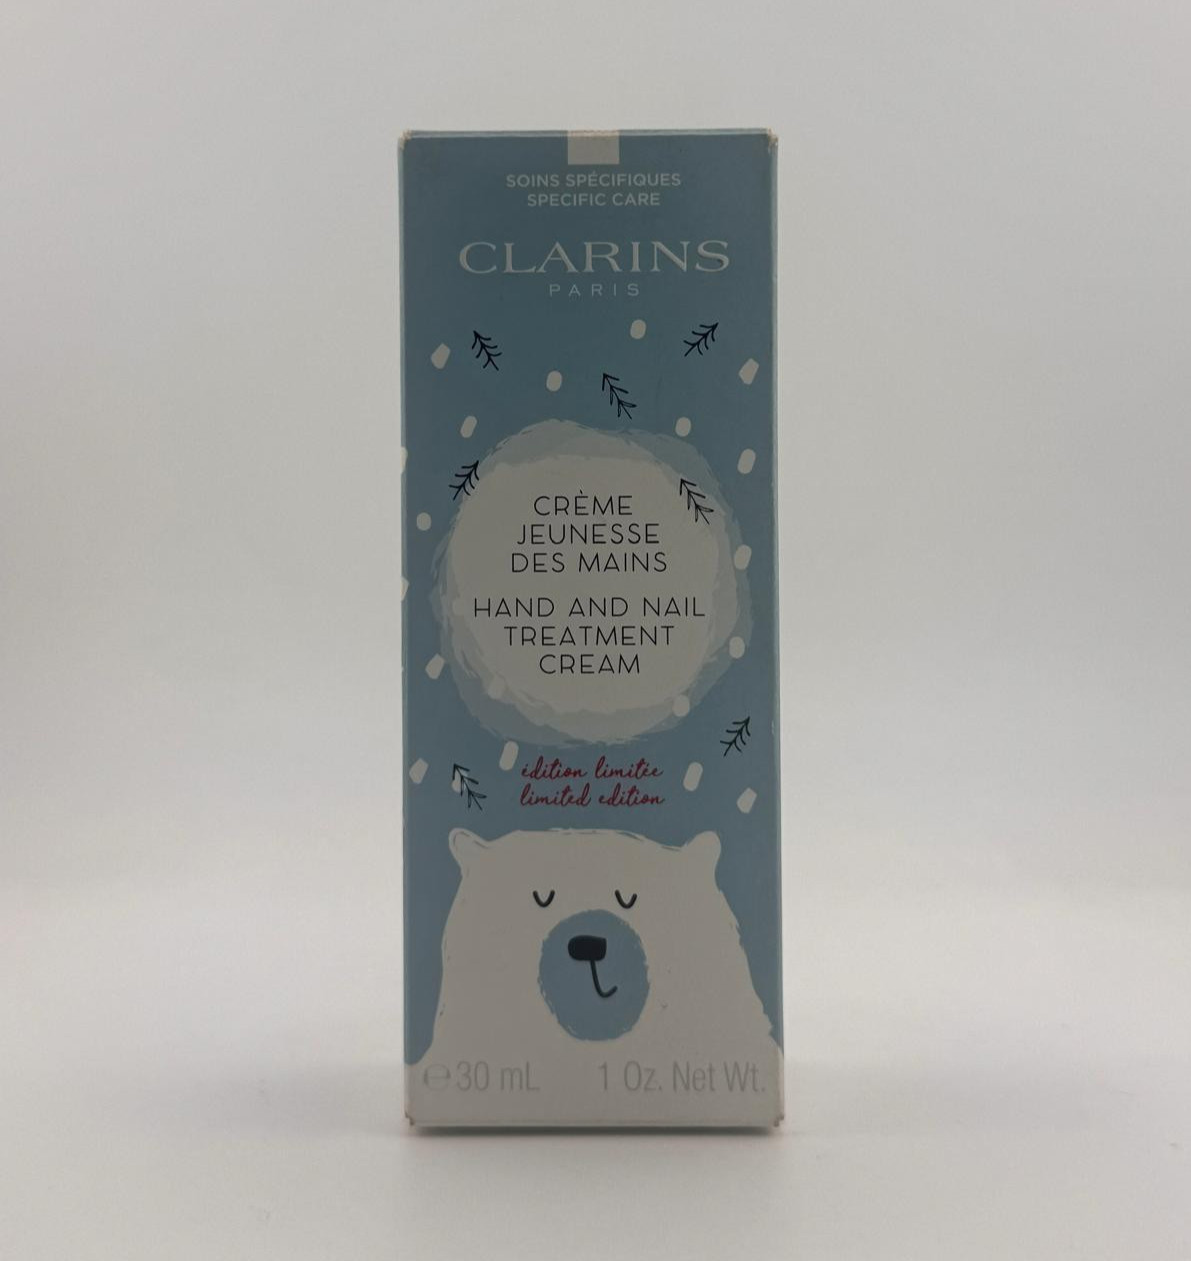 SOINS SPÉCIFIQUES
SPECIFIC CARE
CLARINS
PARIS
CRÈME
JEUNESSE
DES MAINS
HAND AND NAIL
TREATMENT
CREAM
édition limitée
limited edition
℮30 mL 1 Oz. Net Wt.